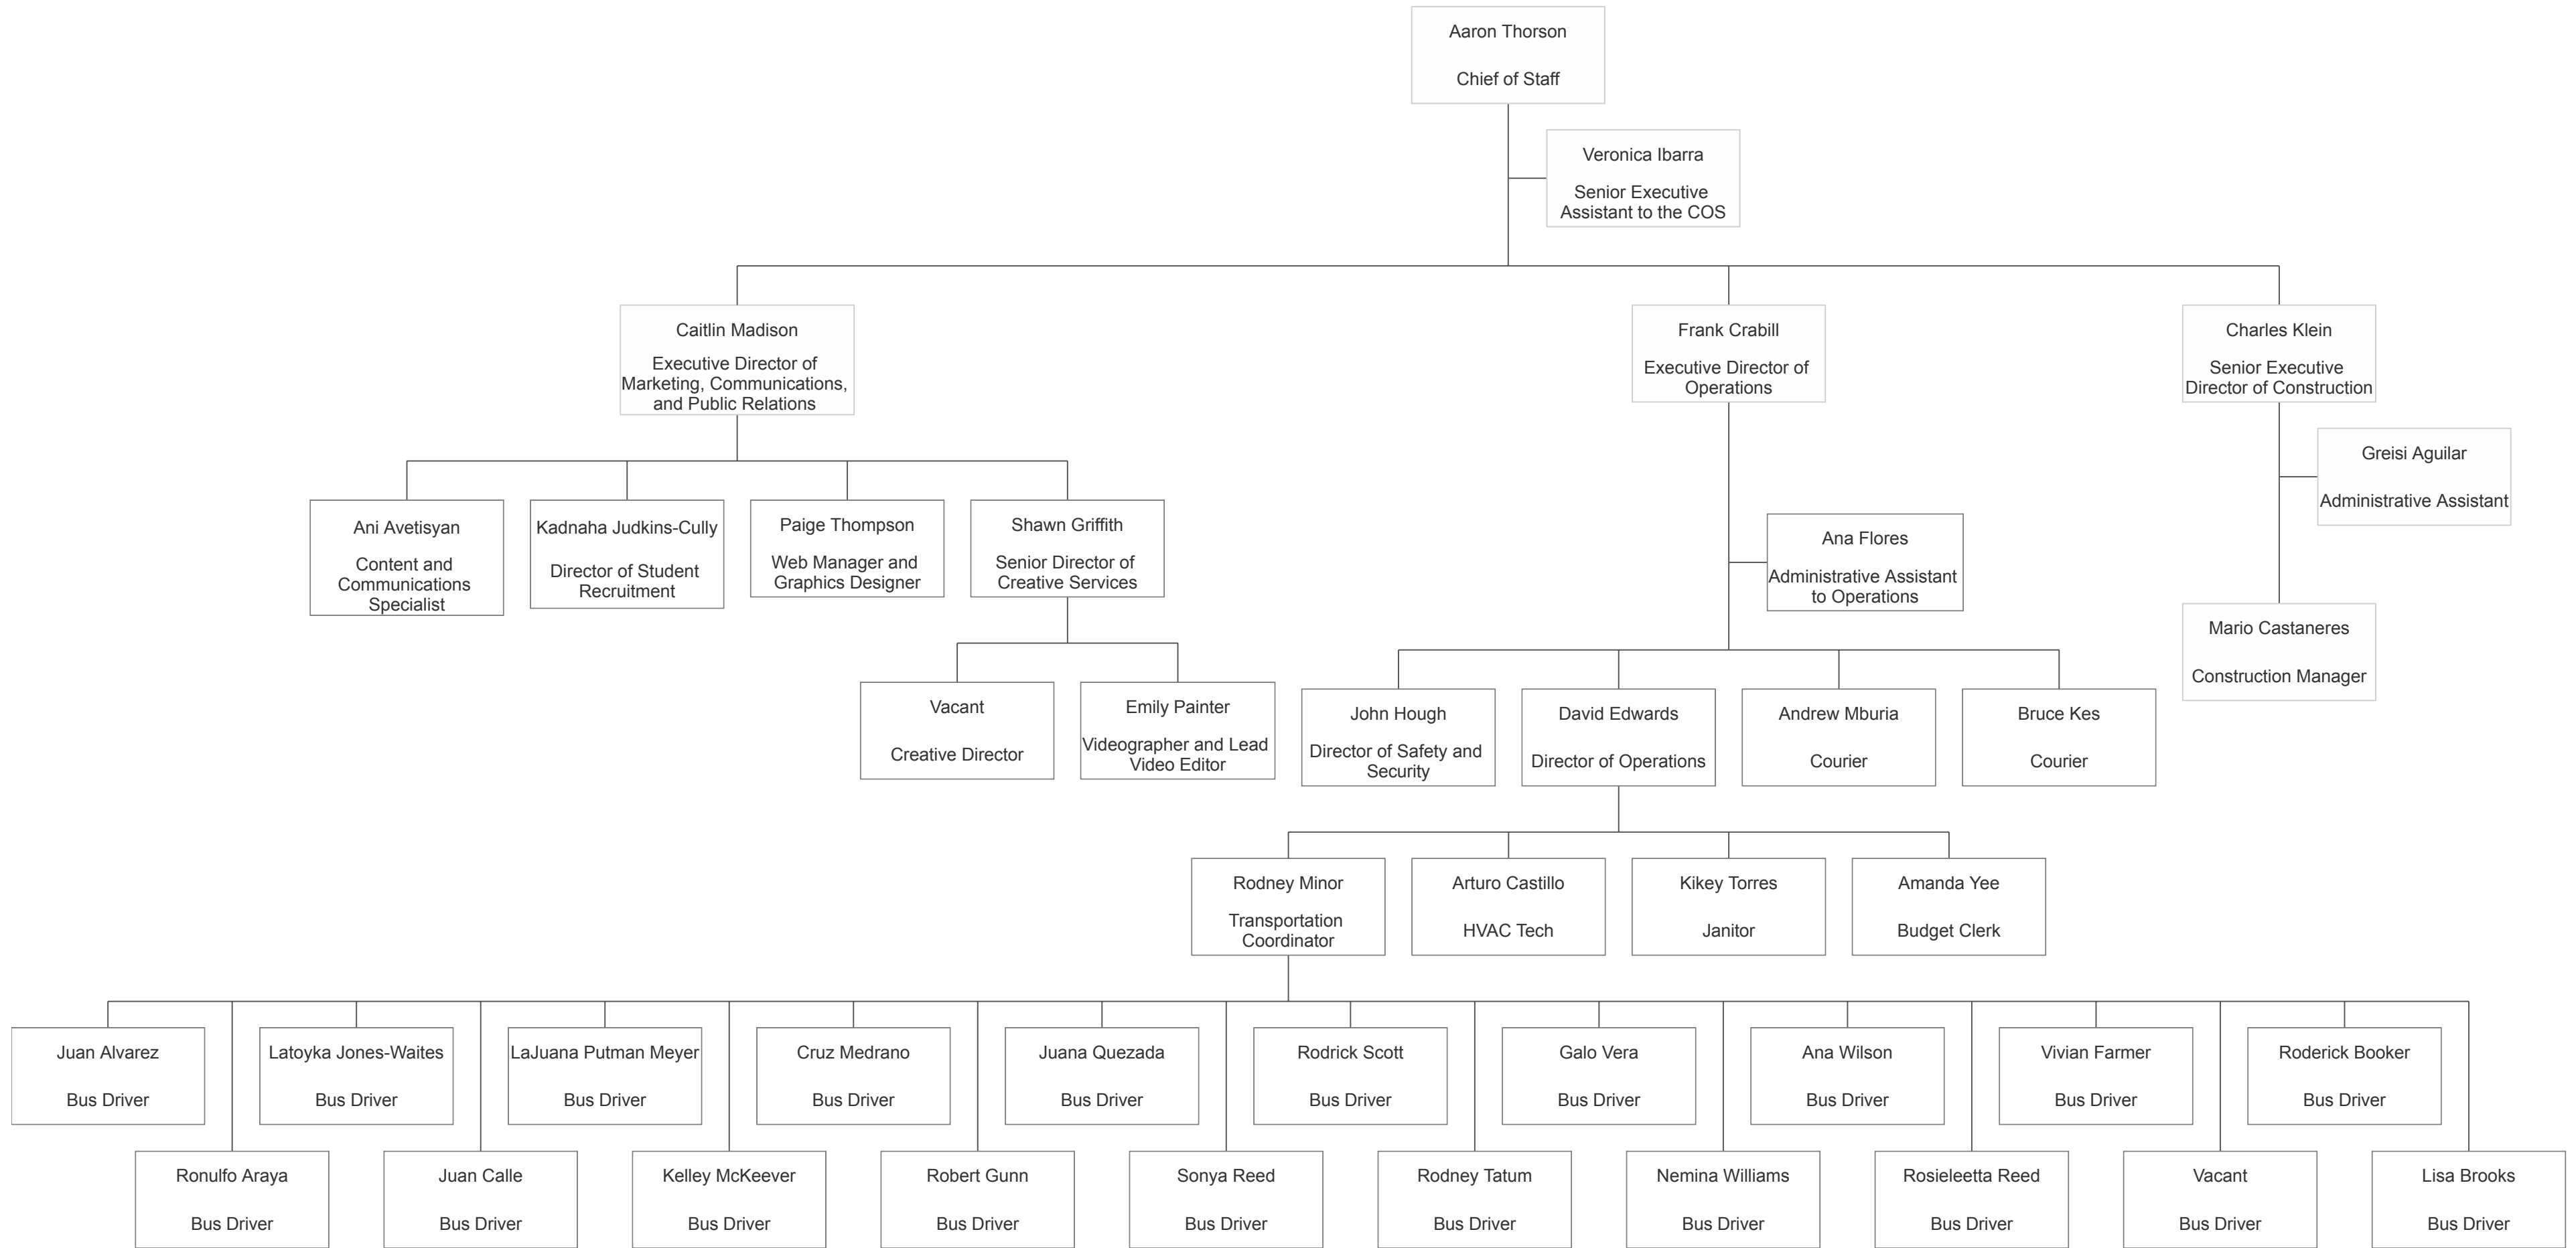 Aaron Thorson
Chief of Staff
Veronica Ibarra
Senior Executive
Assistant to the COS
Caitlin Madison
Executive Director of
Marketing, Communications,
and Public Relations
Frank Crabill
Executive Director of
Operations
Charles Klein
Senior Executive
Director of Construction
Greisi Aguilar
Administrative Assistant
Ani Avetisyan
Content and
Communications
Specialist
Kadnaha Judkins-Cully
Director of Student
Recruitment
Paige Thompson
Web Manager and
Graphics Designer
Shawn Griffith
Senior Director of
Creative Services
Ana Flores
Administrative Assistant
to Operations
Mario Castaneres
Construction Manager
Vacant
Creative Director
Emily Painter
Videographer and Lead
Video Editor
John Hough
Director of Safety and
Security
David Edwards
Director of Operations
Andrew Mburia
Courier
Bruce Kes
Courier
Rodney Minor
Transportation
Coordinator
Arturo Castillo
HVAC Tech
Kikey Torres
Janitor
Amanda Yee
Budget Clerk
Juan Alvarez
Bus Driver
Latoyka Jones-Waites
Bus Driver
LaJuana Putman Meyer
Bus Driver
Cruz Medrano
Bus Driver
Juana Quezada
Bus Driver
Rodrick Scott
Bus Driver
Galo Vera
Bus Driver
Ana Wilson
Bus Driver
Vivian Farmer
Bus Driver
Roderick Booker
Bus Driver
Ronulfo Araya
Bus Driver
Juan Calle
Bus Driver
Kelley McKeever
Bus Driver
Robert Gunn
Bus Driver
Sonya Reed
Bus Driver
Rodney Tatum
Bus Driver
Nemina Williams
Bus Driver
Rosieleetta Reed
Bus Driver
Vacant
Bus Driver
Lisa Brooks
Bus Driver